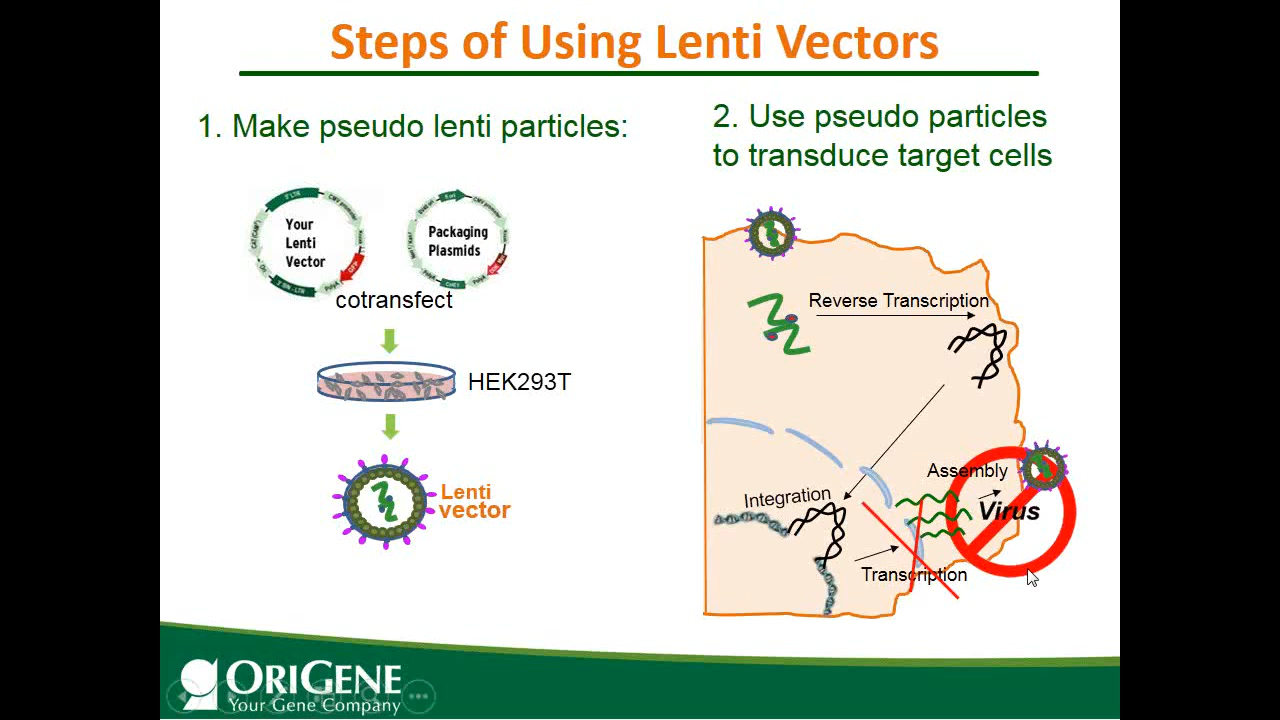 Steps of Using Lenti Vectors
1. Make pseudo lenti particles:
Your
Lenti
Vector
Packaging
Plasmids
cotransfect
HEK293T
Lenti
vector
2. Use pseudo particles
to transduce target cells
Reverse Transcription
Assembly
Virus
Integration
Transcription
ORIGENE
Your Gene Company